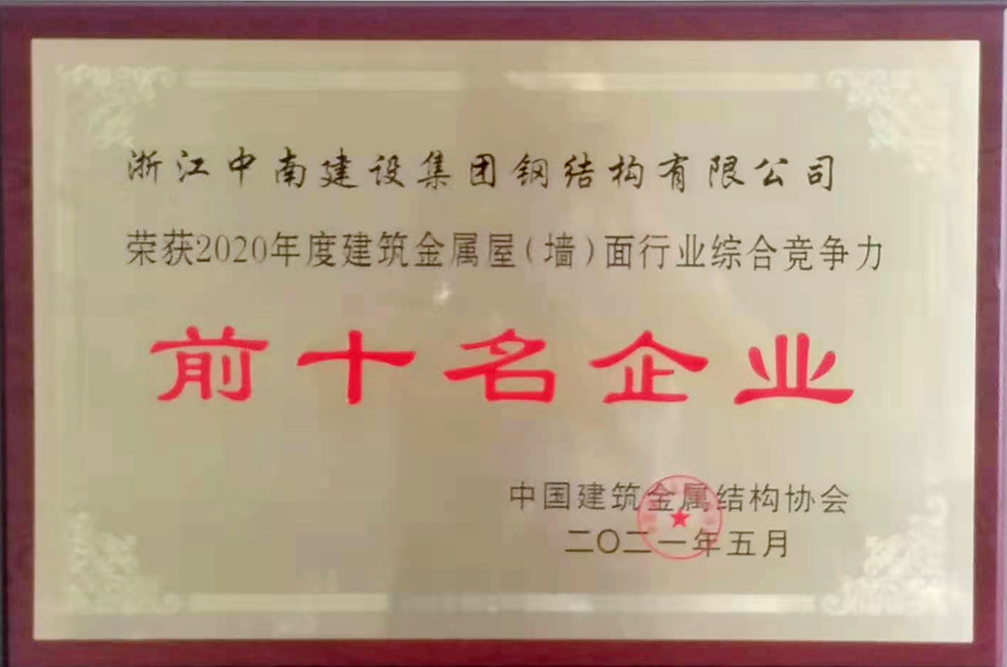 浙江中南建设集团钢结构有限公司
荣获2020年度建筑金属屋(墙)面行业综合竞争力
前十名企业
中国建筑金属结构协会
二〇二一年五月